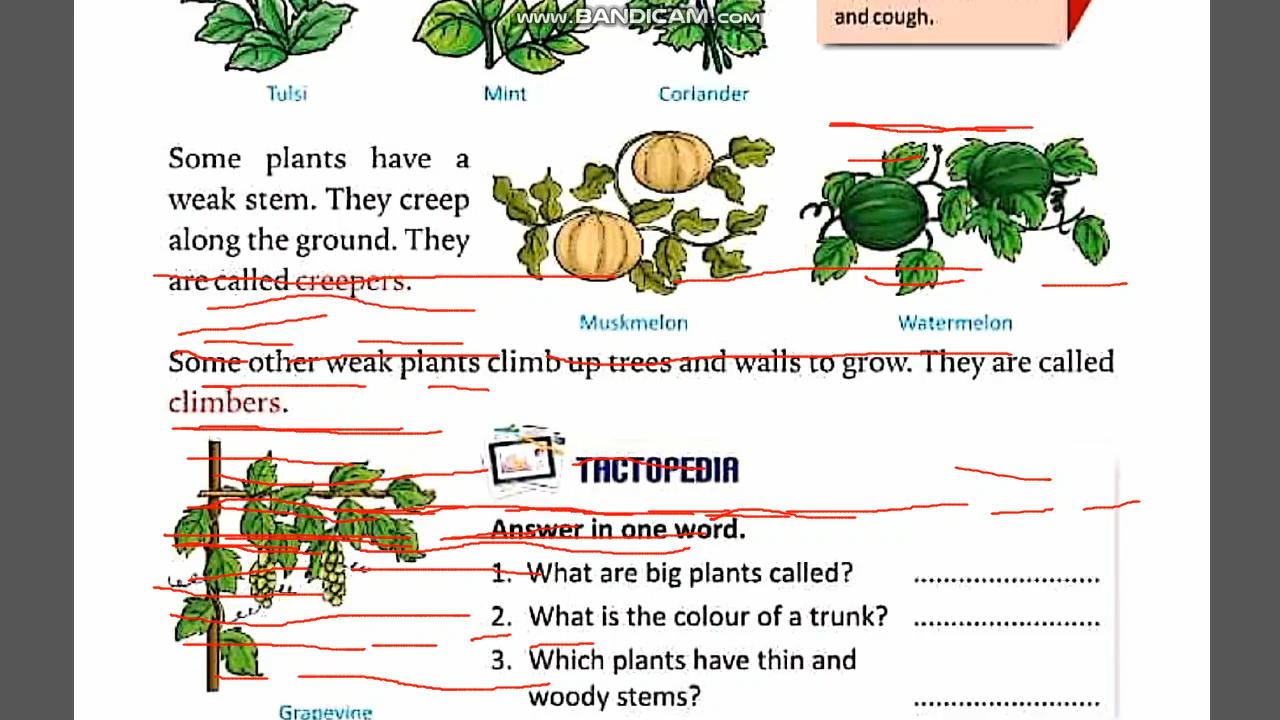 www.BANDICAM.com
and cough.
Tulsi
Mint
Coriander
Some plants have a
weak stem. They creep
along the ground. They
are called creepers.
Muskmelon
Watermelon
Some other weak plants climb up trees and walls to grow. They are called
climbers.
TACTOPEDIA
Answer in one word.
1. What are big plants called? ..............................
2. What is the colour of a trunk? ..............................
3. Which plants have thin and
woody stems? ..............................
Grapevine